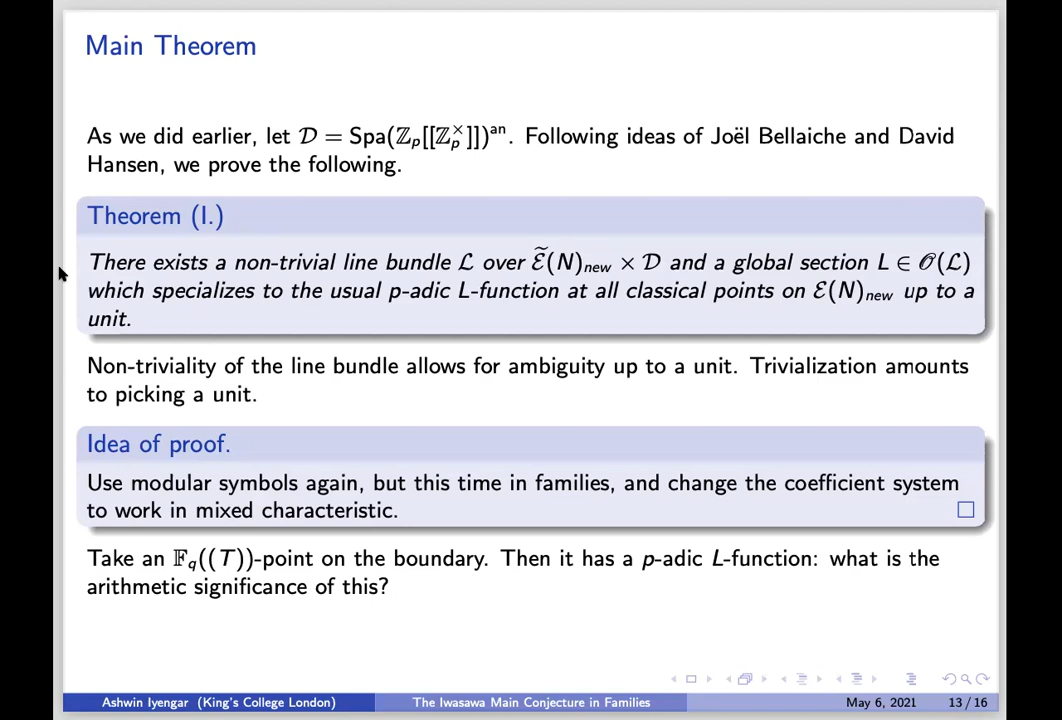 Main Theorem
As we did earlier, let 𝒟 = Spa(ℤ_p[[ℤ_p^×]])^an. Following ideas of Joël Bellaiche and David
Hansen, we prove the following.
Theorem (I.)
There exists a non-trivial line bundle ℒ over ℰ̃(N)_new × 𝒟 and a global section L ∈ 𝒪(ℒ)
which specializes to the usual p-adic L-function at all classical points on ℰ(N)_new up to a
unit.
Non-triviality of the line bundle allows for ambiguity up to a unit. Trivialization amounts
to picking a unit.
Idea of proof.
Use modular symbols again, but this time in families, and change the coefficient system
to work in mixed characteristic.
Take an 𝔽_q((T))-point on the boundary. Then it has a p-adic L-function: what is the
arithmetic significance of this?
Ashwin Iyengar (King's College London) The Iwasawa Main Conjecture in Families May 6, 2021 13 / 16